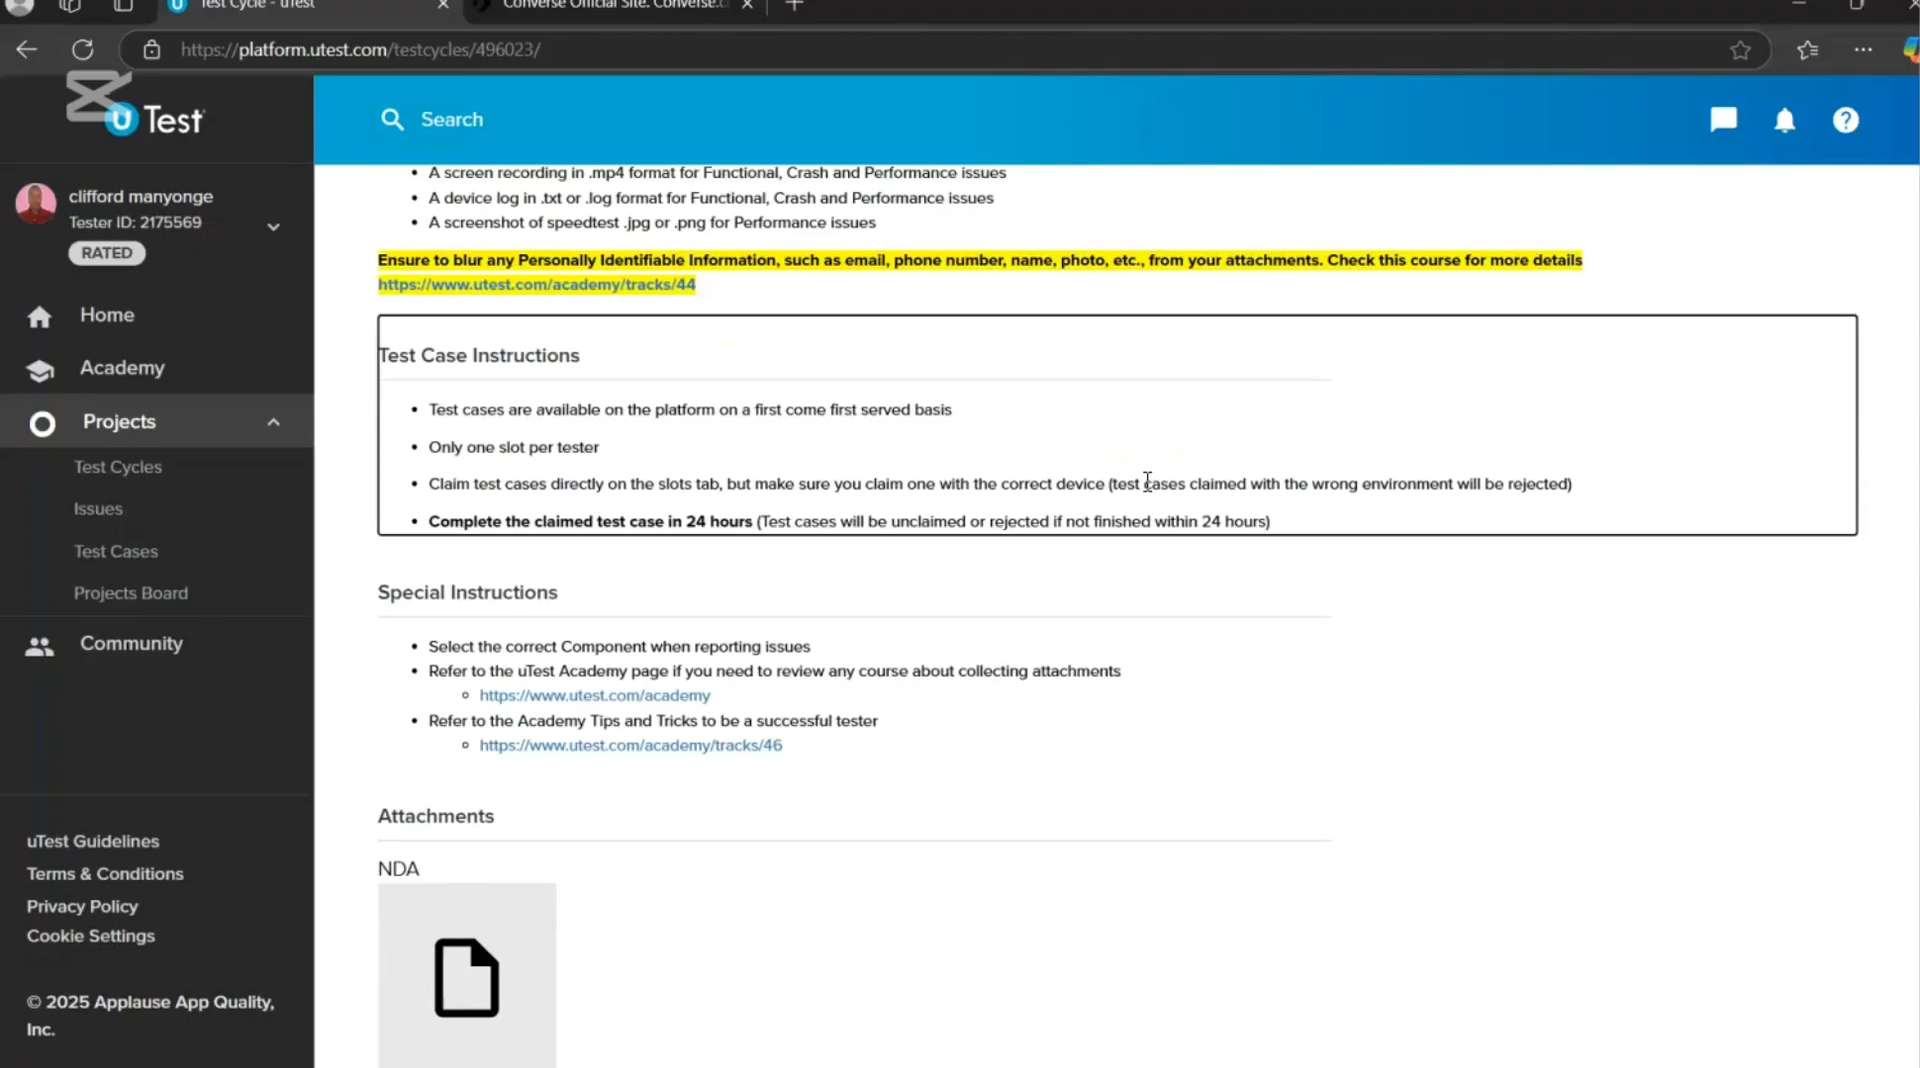 Test Cycle - uTest
Converse Official Site. Converse.c
https://platform.utest.com/testcycles/496023/
uTest
Search
clifford manyonge
Tester ID: 2175569
RATED
Home
Academy
Projects
Test Cycles
Issues
Test Cases
Projects Board
Community
uTest Guidelines
Terms & Conditions
Privacy Policy
Cookie Settings
© 2025 Applause App Quality,
Inc.
• A screen recording in .mp4 format for Functional, Crash and Performance issues
• A device log in .txt or .log format for Functional, Crash and Performance issues
• A screenshot of speedtest .jpg or .png for Performance issues
Ensure to blur any Personally Identifiable Information, such as email, phone number, name, photo, etc., from your attachments. Check this course for more details
https://www.utest.com/academy/tracks/44
Test Case Instructions
• Test cases are available on the platform on a first come first served basis
• Only one slot per tester
• Claim test cases directly on the slots tab, but make sure you claim one with the correct device (test cases claimed with the wrong environment will be rejected)
• Complete the claimed test case in 24 hours (Test cases will be unclaimed or rejected if not finished within 24 hours)
Special Instructions
• Select the correct Component when reporting issues
• Refer to the uTest Academy page if you need to review any course about collecting attachments
https://www.utest.com/academy
• Refer to the Academy Tips and Tricks to be a successful tester
https://www.utest.com/academy/tracks/46
Attachments
NDA